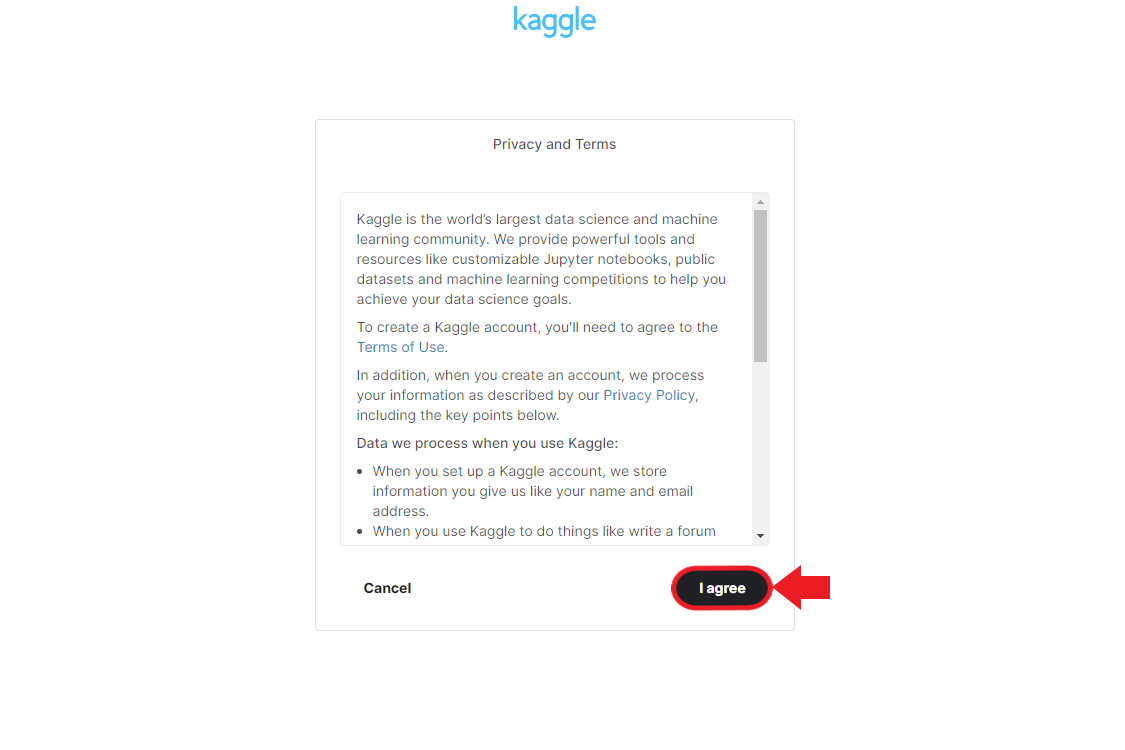 kaggle
Privacy and Terms
Kaggle is the world’s largest data science and machine
learning community. We provide powerful tools and
resources like customizable Jupyter notebooks, public
datasets and machine learning competitions to help you
achieve your data science goals.
To create a Kaggle account, you'll need to agree to the
Terms of Use.
In addition, when you create an account, we process
your information as described by our Privacy Policy,
including the key points below.
Data we process when you use Kaggle:
• When you set up a Kaggle account, we store
information you give us like your name and email
address.
• When you use Kaggle to do things like write a forum
Cancel
I agree